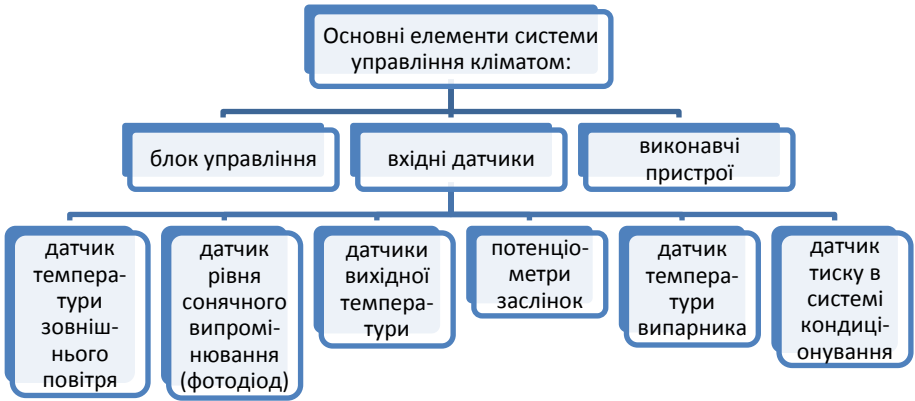 Основні елементи системи
управління кліматом:
блок управління
вхідні датчики
виконавчі
пристрої
датчик
темпера-
тури
зовніш-
нього
повітря
датчик
рівня
сонячного
випромі-
нювання
(фотодіод)
датчики
вихідної
темпера-
тури
потенціо-
метри
заслінок
датчик
темпера-
тури
випарника
датчик
тиску в
системі
кондиці-
онування